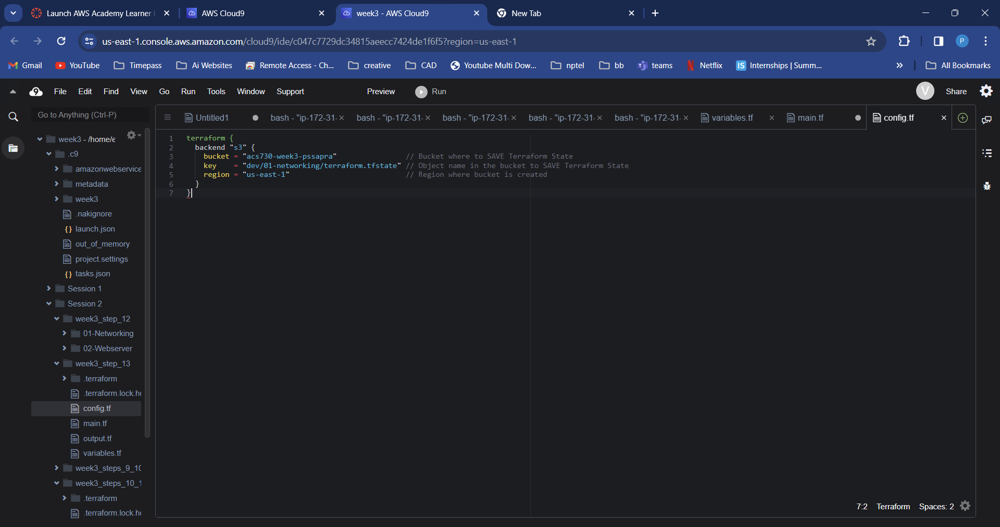 Launch AWS Academy Learner
AWS Cloud9
week3 - AWS Cloud9
New Tab
us-east-1.console.aws.amazon.com/cloud9/ide/c047c7729dc34815aeecc7424de1f6f5?region=us-east-1
P
Gmail
YouTube
Timepass
Ai Websites
Remote Access - Ch...
creative
CAD
Youtube Multi Dow...
nptel
bb
teams
Netflix
IS
Internships | Summ...
All Bookmarks
9
File
Edit
Find
View
Go
Run
Tools
Window
Support
Preview
Run
V
Share
Go to Anything (Ctrl-P)
Untitled1
bash - "ip-172-31-
bash - "ip-172-31-
bash - "ip-172-31-
bash - "ip-172-31-
bash - "ip-172-31-
variables.tf
main.tf
config.tf
week3 - /home/e
.c9
amazonwebservice
metadata
week3
.nakignore
launch.json
out_of_memory
project.settings
tasks.json
Session 1
Session 2
week3_step_12
01-Networking
02-Webserver
week3_step_13
.terraform
.terraform.lock.hc
config.tf
main.tf
output.tf
variables.tf
week3_steps_9_10
week3_steps_10_1
.terraform
.terraform.lock.hc
1 terraform {
2 backend "s3" {
3 bucket = "acs730-week3-pssapra" // Bucket where to SAVE Terraform State
4 key = "dev/01-networking/terraform.tfstate" // Object name in the bucket to SAVE Terraform State
5 region = "us-east-1" // Region where bucket is created
6 }
7 }
7:2
Terraform
Spaces: 2